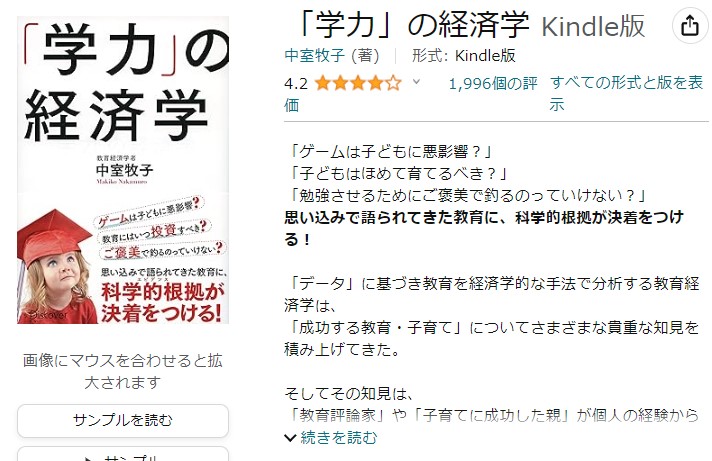 「学力」の
経済学
教育経済学者
中室牧子
Makiko Nakamuro
ゲームは子どもに悪影響?
教育にはいつ投資すべき?
ご褒美で釣るのっていけない?
思い込みで語られてきた教育に、
エビデンス
科学的根拠が
決着をつける!
Discover
画像にマウスを合わせると拡
大されます
サンプルを読む
サンプル
「学力」の経済学 Kindle版
中室牧子 (著) 形式: Kindle版
4.2 1,996個の評 すべての形式と版を表
価 示
「ゲームは子どもに悪影響?」
「子どもはほめて育てるべき?」
「勉強させるためにご褒美で釣るのっていけない?」
思い込みで語られてきた教育に、科学的根拠が決着をつけ
る!
「データ」に基づき教育を経済学的な手法で分析する教育経
済学は、
「成功する教育・子育て」についてさまざまな貴重な知見を
積み上げてきた。
そしてその知見は、
「教育評論家」や「子育てに成功した親」が個人の経験から
続きを読む